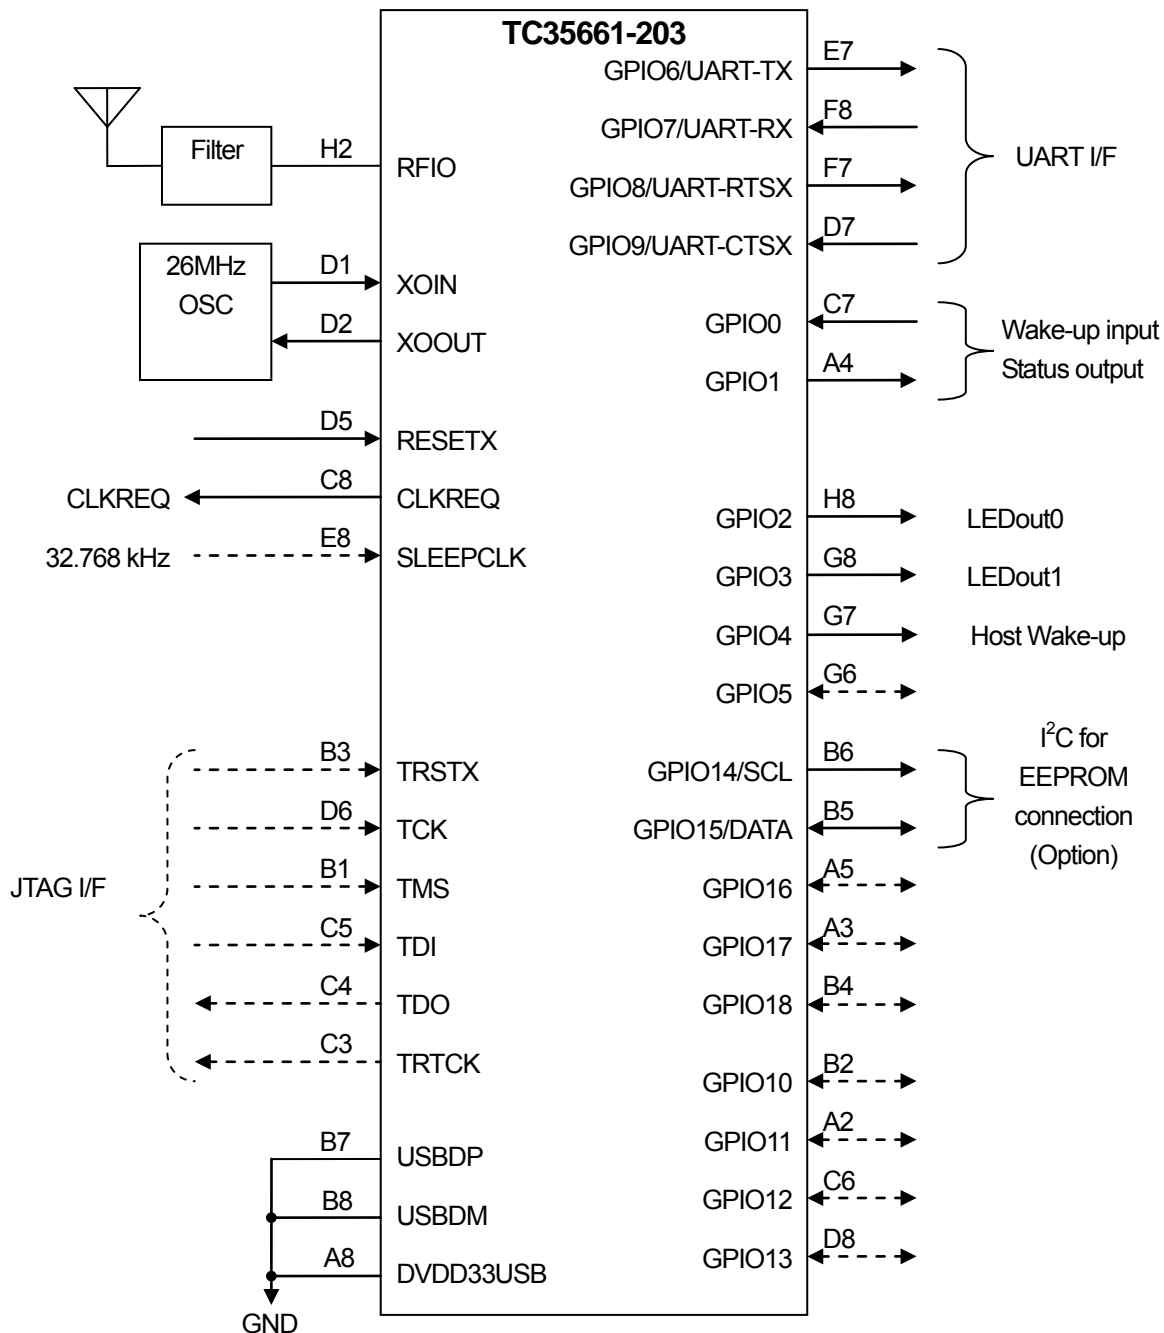 TC35661-203
GPIO6/UART-TX E7
GPIO7/UART-RX F8
GPIO8/UART-RTSX F7
GPIO9/UART-CTSX D7
UART I/F
Filter H2 RFIO
26MHz
OSC
D1 XOIN
D2 XOOUT
GPIO0 C7
GPIO1 A4
Wake-up input
Status output
D5 RESETX
CLKREQ C8 CLKREQ
32.768 kHz E8 SLEEPCLK
GPIO2 H8 LEDout0
GPIO3 G8 LEDout1
GPIO4 G7 Host Wake-up
GPIO5 G6
JTAG I/F
B3 TRSTX
D6 TCK
B1 TMS
C5 TDI
C4 TDO
C3 TRTCK
GPIO14/SCL B6
GPIO15/DATA B5
I²C for
EEPROM
connection
(Option)
GPIO16 A5
GPIO17 A3
GPIO18 B4
GPIO10 B2
GPIO11 A2
GPIO12 C6
GPIO13 D8
B7 USBDP
B8 USBDM
A8 DVDD33USB
GND